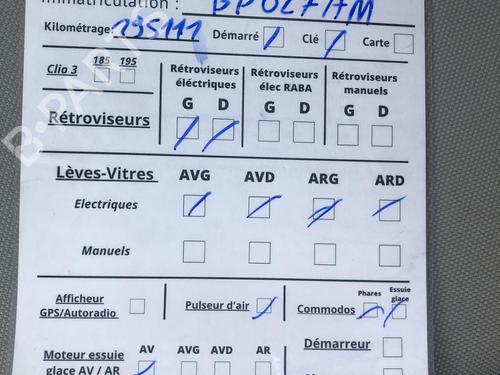 Immatriculation :
Kilométrage: 295111 Démarré Clé Carte
Clio 3 185 195
Rétroviseurs électriques
G D
Rétroviseurs élec RABA
G D
Rétroviseurs manuels
G D
Rétroviseurs
Lèves-Vitres AVG AVD ARG ARD
Electriques
Manuels
Afficheur GPS/Autoradio
Pulseur d'air
Commodos Phares Essuie glace
Moteur essuie glace AV / AR
AV AVG AVD AR
Démarreur
B-PARTS